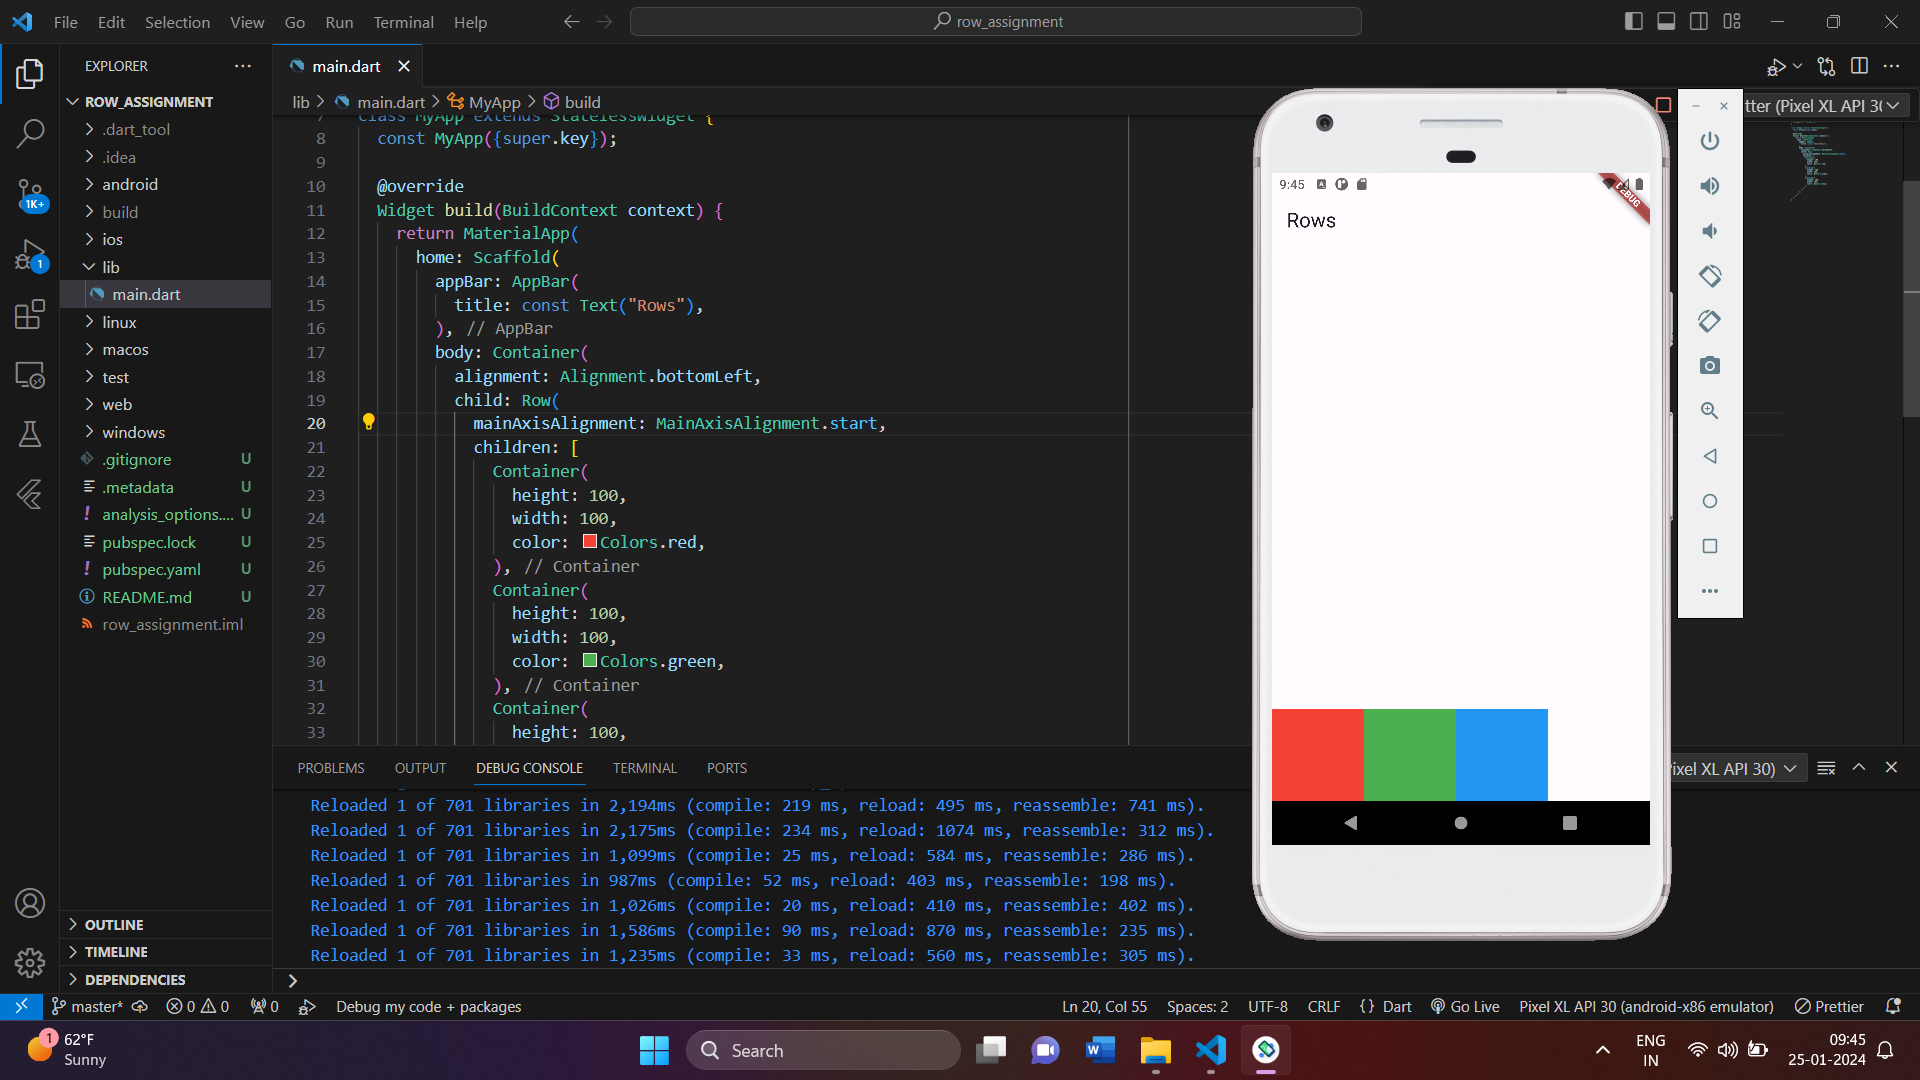 File Edit Selection View Go Run Terminal Help
row_assignment
EXPLORER
main.dart
ROW_ASSIGNMENT
.dart_tool
.idea
android
build
ios
lib
main.dart
linux
macos
test
web
windows
.gitignore U
.metadata U
analysis_options.... U
pubspec.lock U
pubspec.yaml U
README.md U
row_assignment.iml
OUTLINE
TIMELINE
DEPENDENCIES
1K+
1
lib > main.dart > MyApp > build
tter (Pixel XL API 3
class MyApp extends StatelessWidget {
8 const MyApp({super.key});
9
10 @override
11 Widget build(BuildContext context) {
12 return MaterialApp(
13 home: Scaffold(
14 appBar: AppBar(
15 title: const Text("Rows"),
16 ), // AppBar
17 body: Container(
18 alignment: Alignment.bottomLeft,
19 child: Row(
20 mainAxisAlignment: MainAxisAlignment.start,
21 children: [
22 Container(
23 height: 100,
24 width: 100,
25 color: Colors.red,
26 ), // Container
27 Container(
28 height: 100,
29 width: 100,
30 color: Colors.green,
31 ), // Container
32 Container(
33 height: 100,
9:45
DEBUG
Rows
PROBLEMS OUTPUT DEBUG CONSOLE TERMINAL PORTS
ixel XL API 30)
Reloaded 1 of 701 libraries in 2,194ms (compile: 219 ms, reload: 495 ms, reassemble: 741 ms).
Reloaded 1 of 701 libraries in 2,175ms (compile: 234 ms, reload: 1074 ms, reassemble: 312 ms).
Reloaded 1 of 701 libraries in 1,099ms (compile: 25 ms, reload: 584 ms, reassemble: 286 ms).
Reloaded 1 of 701 libraries in 987ms (compile: 52 ms, reload: 403 ms, reassemble: 198 ms).
Reloaded 1 of 701 libraries in 1,026ms (compile: 20 ms, reload: 410 ms, reassemble: 402 ms).
Reloaded 1 of 701 libraries in 1,586ms (compile: 90 ms, reload: 870 ms, reassemble: 235 ms).
Reloaded 1 of 701 libraries in 1,235ms (compile: 33 ms, reload: 560 ms, reassemble: 305 ms).
master* 0 0 0 Debug my code + packages Ln 20, Col 55 Spaces: 2 UTF-8 CRLF {} Dart Go Live Pixel XL API 30 (android-x86 emulator) Prettier
1
62°F
Sunny
Search
ENG
IN
09:45
25-01-2024